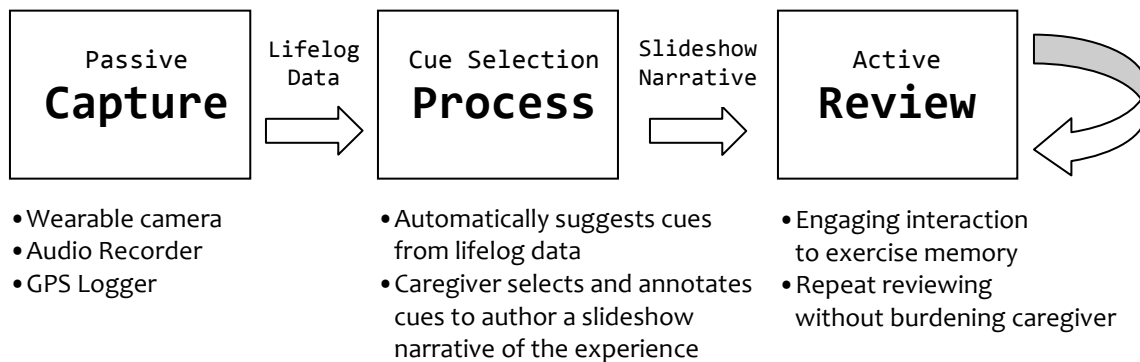 Passive
Capture
Lifelog
Data
Cue Selection
Process
Slideshow
Narrative
Active
Review
•Wearable camera
•Audio Recorder
•GPS Logger
•Automatically suggests cues
from lifelog data
•Caregiver selects and annotates
cues to author a slideshow
narrative of the experience
•Engaging interaction
to exercise memory
•Repeat reviewing
without burdening caregiver